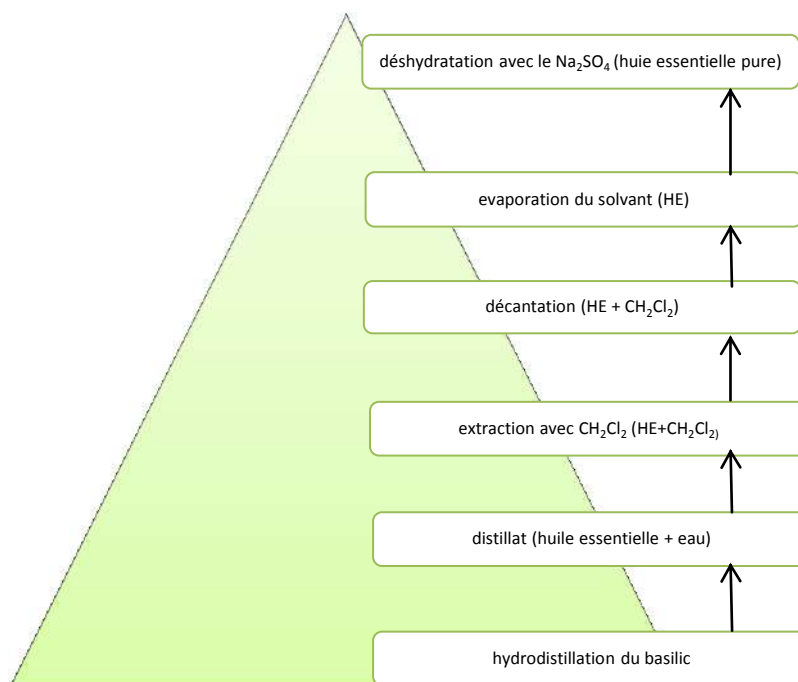 déshydratation avec le Na₂SO₄ (huie essentielle pure)
evaporation du solvant (HE)
décantation (HE + CH₂Cl₂)
extraction avec CH₂Cl₂ (HE+CH₂Cl₂)
distillat (huile essentielle + eau)
hydrodistillation du basilic